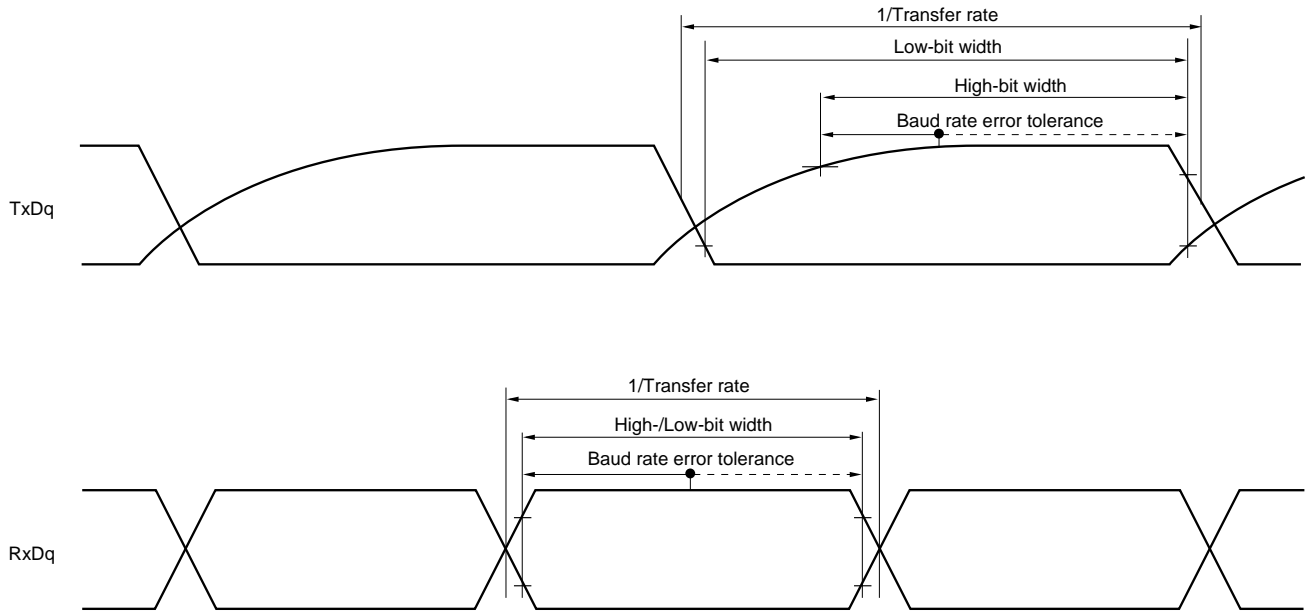 1/Transfer rate
Low-bit width
High-bit width
Baud rate error tolerance
TxDq
1/Transfer rate
High-/Low-bit width
Baud rate error tolerance
RxDq